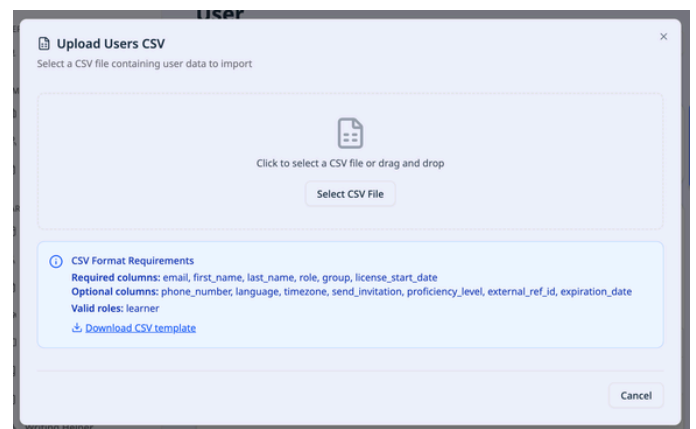 User
Upload Users CSV
Select a CSV file containing user data to import
Click to select a CSV file or drag and drop
Select CSV File
CSV Format Requirements
Required columns: email, first_name, last_name, role, group, license_start_date
Optional columns: phone_number, language, timezone, send_invitation, proficiency_level, external_ref_id, expiration_date
Valid roles: learner
Download CSV template
Cancel
Writing Helper